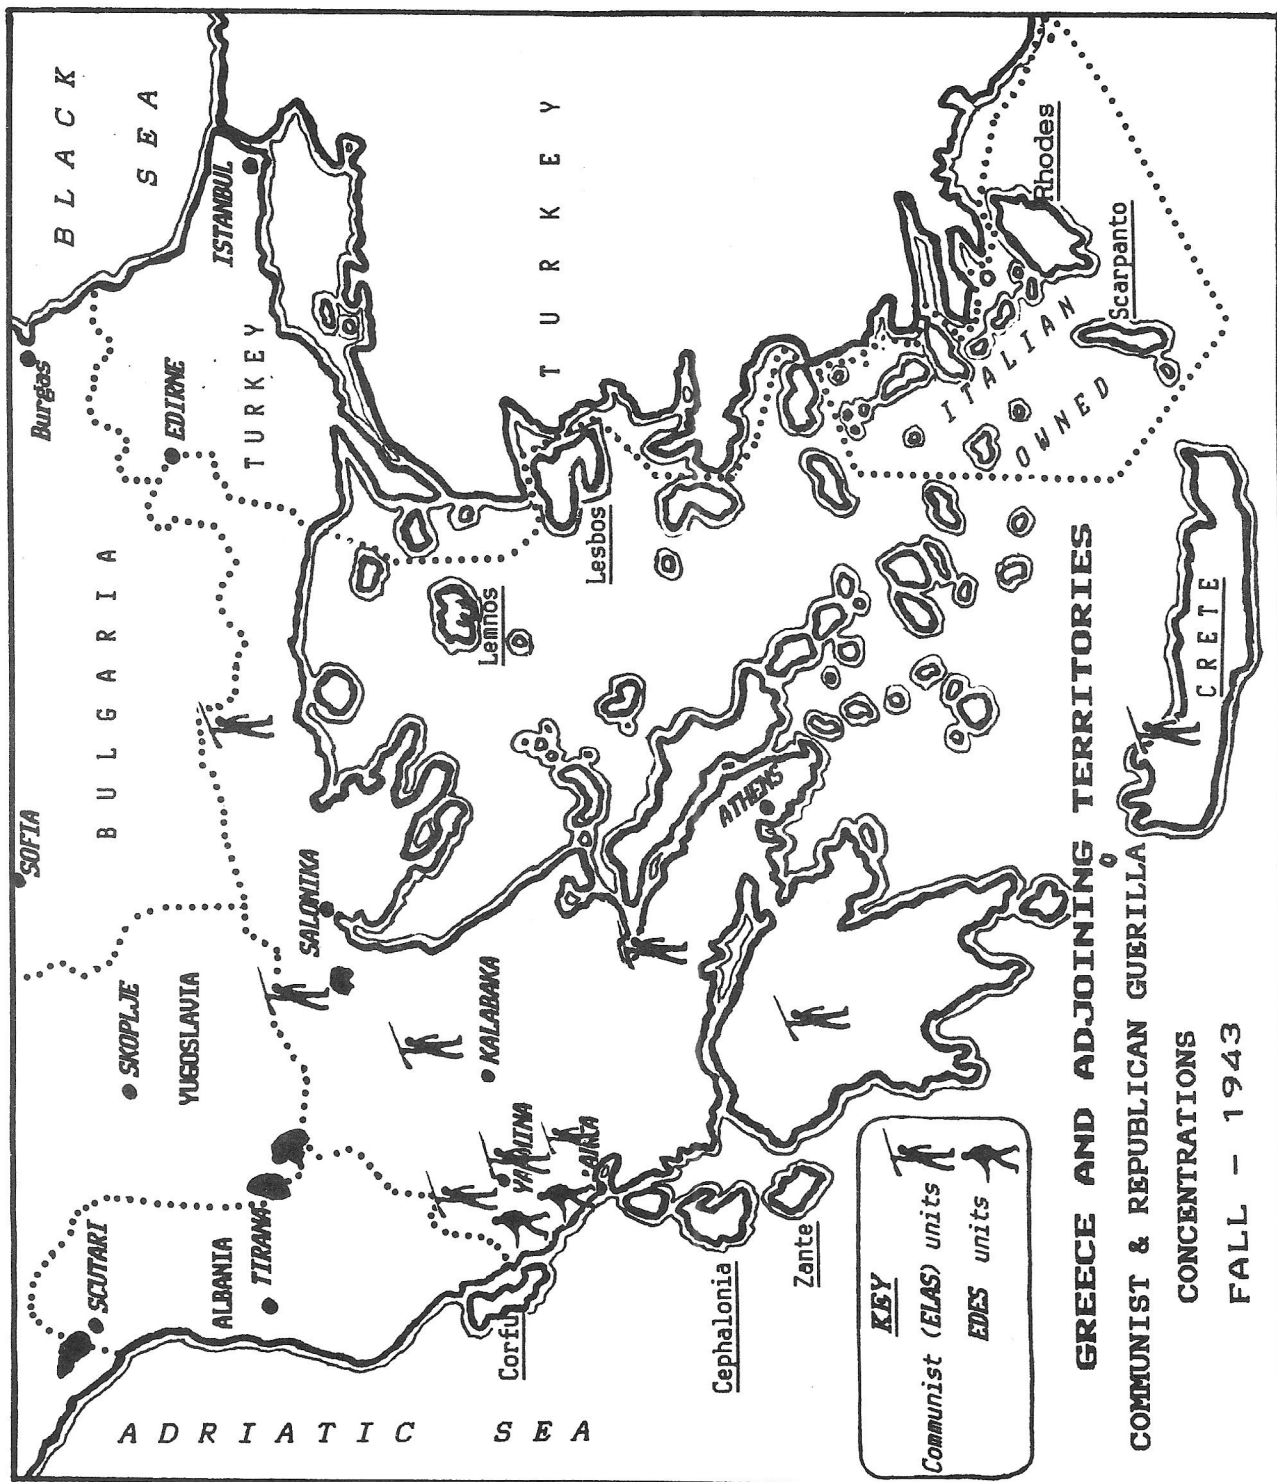 BLACK
SEA
Burgas
ISTANBUL
EDIRNE
TURKEY
TURKEY
BULGARIA
SOFIA
SKOPLJE
YUGOSLAVIA
SALONIKA
SCUTARI
ALBANIA
TIRANA
KALABAKA
ARTA
Corfu
Lemnos
Lesbos
ATHENS
Cephalonia
Zante
ITALIAN
OWNED
Rhodes
Scarpanto
CRETE
ADRIATIC SEA
KEY
Communist (ELAS) units
EDES units
GREECE AND ADJOINING TERRITORIES
COMMUNIST & REPUBLICAN GUERILLA
CONCENTRATIONS
FALL - 1943